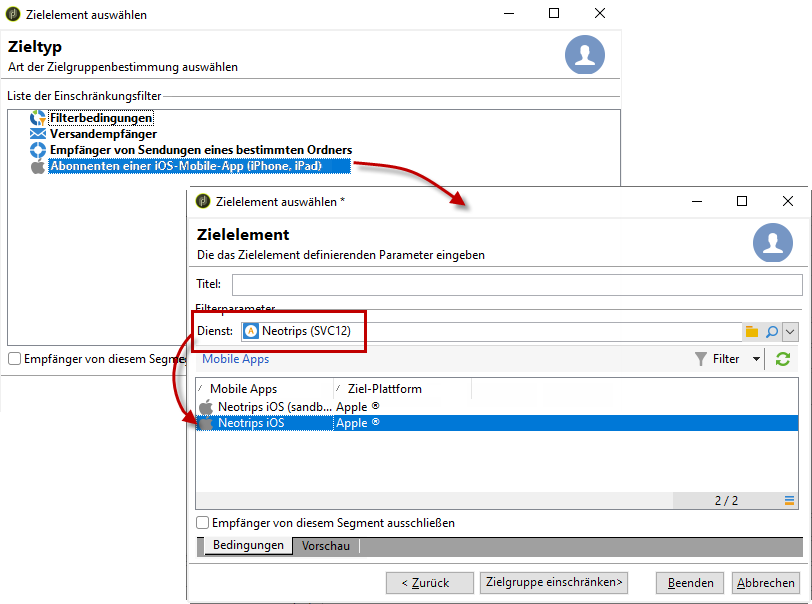 Zielelement auswählen
Zieltyp
Art der Zielgruppenbestimmung auswählen
Liste der Einschränkungsfilter
Filterbedingungen
Versandempfänger
Empfänger von Sendungen eines bestimmten Ordners
Abonnenten einer iOS-Mobile-App (iPhone, iPad)
Empfänger von diesem Segme
Zielelement auswählen *
Zielelement
Die das Zielelement definierenden Parameter eingeben
Titel:
Filterparameter
Dienst: Neotrips (SVC12)
Mobile Apps Filter
Mobile Apps Ziel-Plattform
Neotrips iOS (sandb... Apple ®
Neotrips iOS Apple ®
2 / 2
Empfänger von diesem Segment ausschließen
Bedingungen Vorschau
< Zurück Zielgruppe einschränken> Beenden Abbrechen